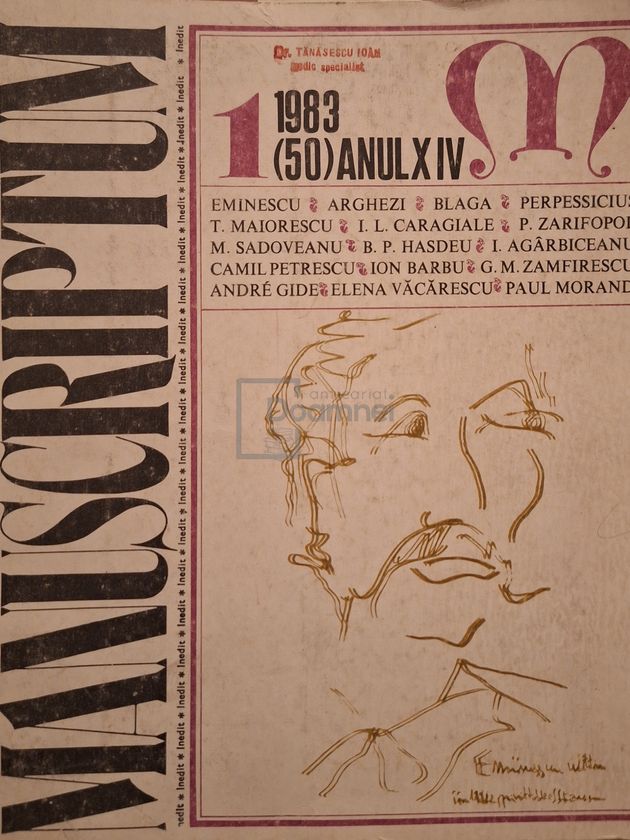 MANUSCRIPTUM
Inedit * Inedit * Inedit * Inedit * Inedit * Inedit * Inedit * Inedit * Inedit * Inedit * Inedit * Inedit * Inedit * Inedit * Inedit * Inedit
Dr. TĂNĂSESCU IOAN
medic specialist
1 1983
(50) ANUL XIV
M
EMINESCU ARGHEZI BLAGA PERPESSICIUS
T. MAIORESCU I. L. CARAGIALE P. ZARIFOPOL
M. SADOVEANU B. P. HASDEU I. AGÂRBICEANU
CAMIL PETRESCU ION BARBU G. M. ZAMFIRESCU
ANDRÉ GIDE ELENA VĂCĂRESCU PAUL MORAND
anticariat
Doamnei